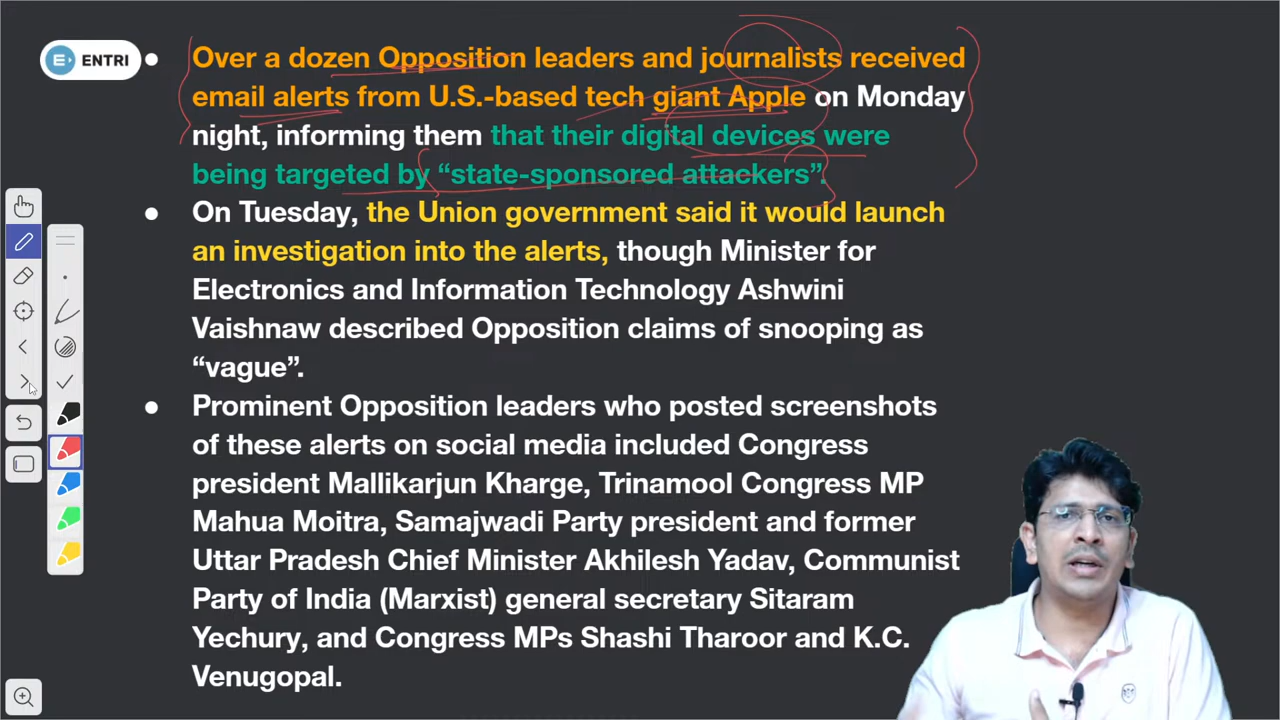 ENTRI
Over a dozen Opposition leaders and journalists received
email alerts from U.S.-based tech giant Apple on Monday
night, informing them that their digital devices were
being targeted by “state-sponsored attackers”.
On Tuesday, the Union government said it would launch
an investigation into the alerts, though Minister for
Electronics and Information Technology Ashwini
Vaishnaw described Opposition claims of snooping as
“vague”.
Prominent Opposition leaders who posted screenshots
of these alerts on social media included Congress
president Mallikarjun Kharge, Trinamool Congress MP
Mahua Moitra, Samajwadi Party president and former
Uttar Pradesh Chief Minister Akhilesh Yadav, Communist
Party of India (Marxist) general secretary Sitaram
Yechury, and Congress MPs Shashi Tharoor and K.C.
Venugopal.